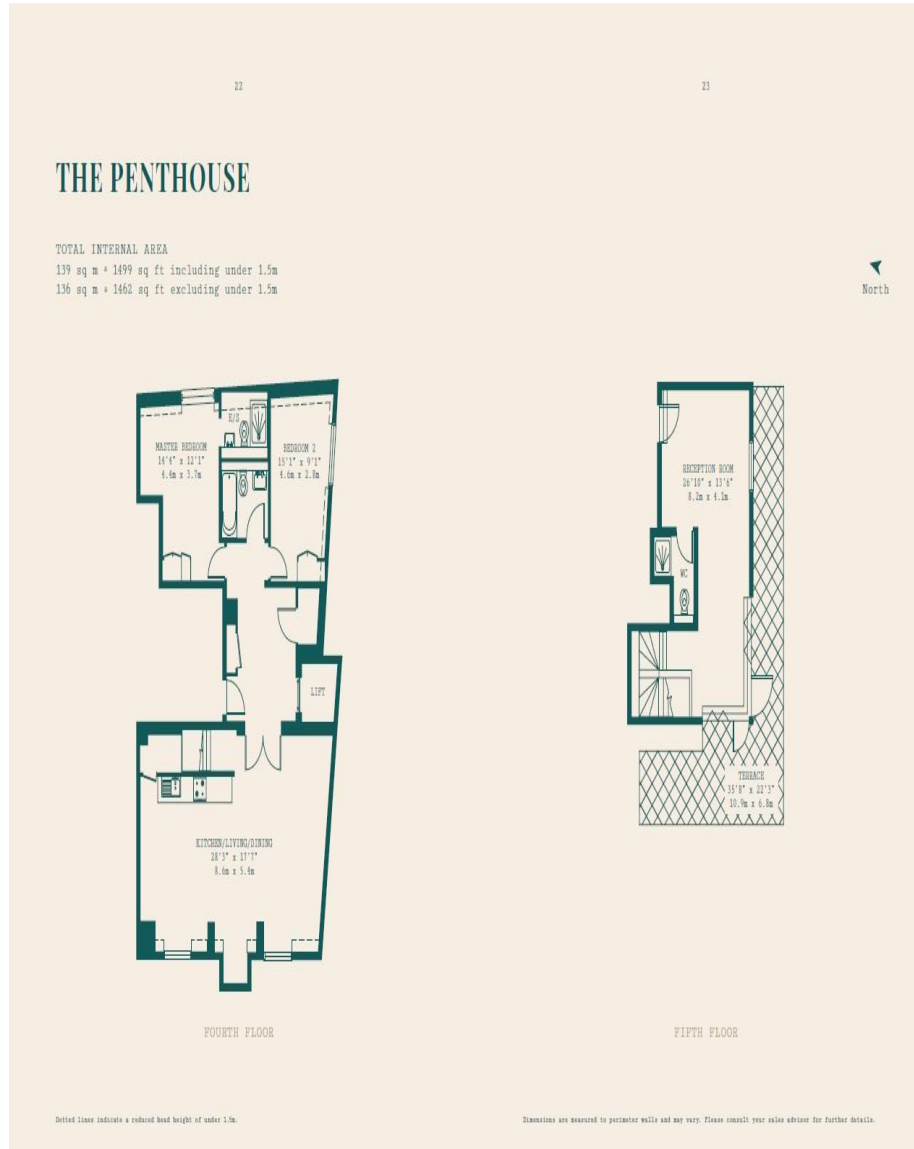 22
23
THE PENTHOUSE
TOTAL INTERNAL AREA
139 sq m + 1499 sq ft including under 1.5m
136 sq m + 1462 sq ft excluding under 1.5m
North
E/S
MASTER BEDROOM
14'4" x 12'1"
4.4m x 3.7m
BEDROOM 2
15'1" x 9'1"
4.6m x 2.8m
LIFT
KITCHEN/LIVING/DINING
28'3" x 17'7"
8.6m x 5.4m
RECEPTION ROOM
26'10" x 13'6"
8.2m x 4.1m
WC
TERRACE
35'8" x 22'3"
10.9m x 6.8m
FOURTH FLOOR
FIFTH FLOOR
Dotted lines indicate a reduced head height of under 1.5m.
Dimensions are measured to perimeter walls and may vary. Please consult your sales advisor for further details.